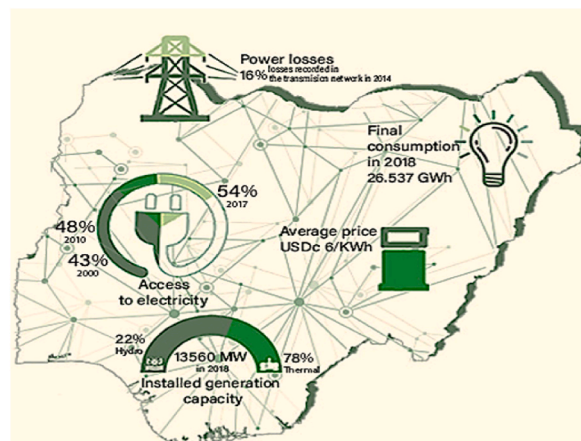 Power losses
16% losses recorded in
the transmision network in 2014
Final
consumption
in 2018
26.537 GWh
54%
2017
48%
2010
43%
2000
Access
to electricity
Average price
USDc 6/KWh
22%
Hydro
13560 MW
in 2018
78%
Thermal
Installed generation
capacity